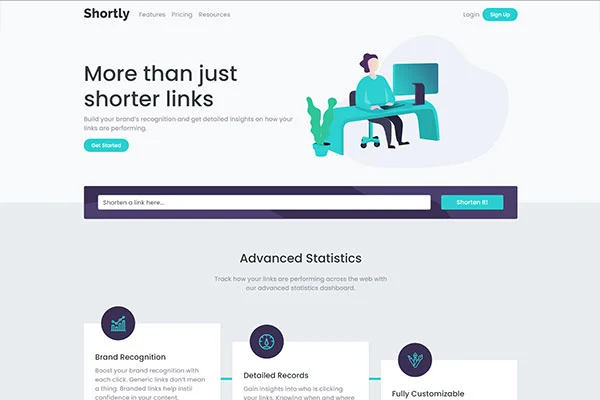 Shortly Features Pricing Resources Login Sign Up
More than just
shorter links
Build your brand's recognition and get detailed insights on how your
links are performing.
Get Started
Shorten a link here...
Shorten it!
Advanced Statistics
Track how your links are performing across the web with
our advanced statistics dashboard.
Brand Recognition
Boost your brand recognition with
each click. Generic links don't mean
a thing. Branded links help instil
confidence in your content.
Detailed Records
Gain insights into who is clicking
your links. Knowing when and where
Fully Customizable